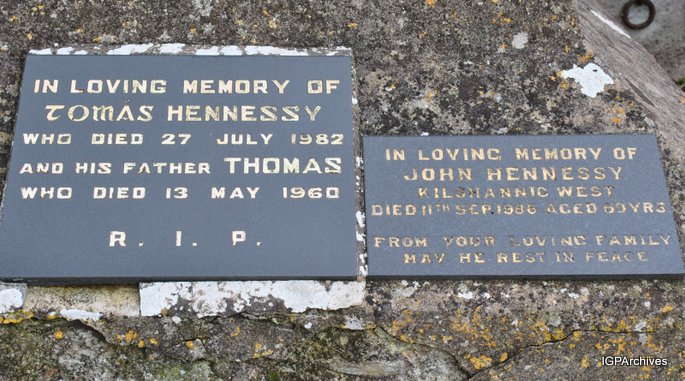 IN LOVING MEMORY OF
TOMÁS HENNESSY
WHO DIED 27 JULY 1982
AND HIS FATHER THOMAS
WHO DIED 13 MAY 1960
R. I. P.
IN LOVING MEMORY OF
JOHN HENNESSY
KILSHANNIG WEST
DIED 11TH SEP. 1986 AGED YRS
FROM YOUR LOVING FAMILY
MAY HE REST IN PEACE
IGPArchives